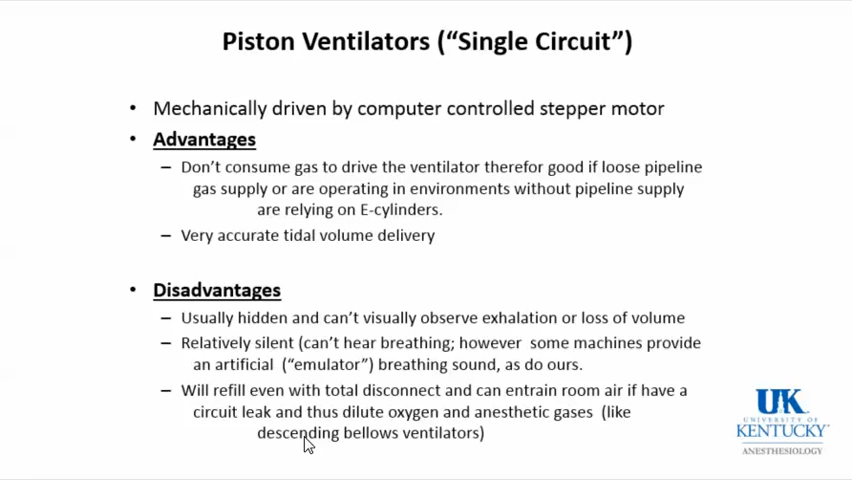 Piston Ventilators (“Single Circuit”)
• Mechanically driven by computer controlled stepper motor
• Advantages
– Don’t consume gas to drive the ventilator therefor good if loose pipeline
gas supply or are operating in environments without pipeline supply
are relying on E-cylinders.
– Very accurate tidal volume delivery
• Disadvantages
– Usually hidden and can’t visually observe exhalation or loss of volume
– Relatively silent (can’t hear breathing; however some machines provide
an artificial (“emulator”) breathing sound, as do ours.
– Will refill even with total disconnect and can entrain room air if have a
circuit leak and thus dilute oxygen and anesthetic gases (like
descending bellows ventilators)
UK
UNIVERSITY OF
KENTUCKY
ANESTHESIOLOGY